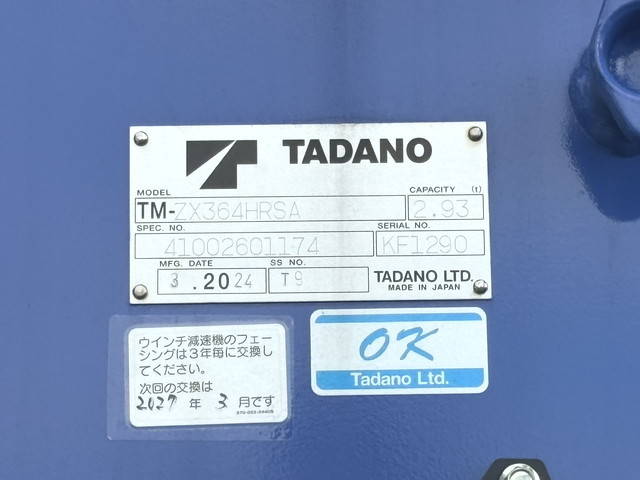 TADANO
MODEL
CAPACITY (t)
TM-ZX364HRSA
2.93
SPEC. NO.
SERIAL NO.
41002601174
KF1290
MFG. DATE
SS NO.
3 .2024
T9
TADANO LTD.
MADE IN JAPAN
ウインチ減速機のフェー
シングは3年毎に交換し
てください。
次回の交換は
2027 年 3 月です
OK
Tadano Ltd.